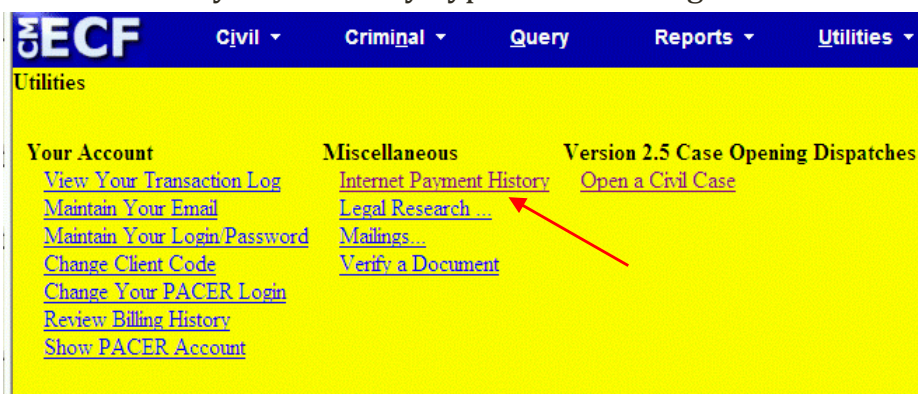 CM ECF Civil Criminal Query Reports Utilities
Utilities
Your Account Miscellaneous Version 2.5 Case Opening Dispatches
View Your Transaction Log Internet Payment History Open a Civil Case
Maintain Your Email Legal Research ...
Maintain Your Login/Password Mailings...
Change Client Code Verify a Document
Change Your PACER Login
Review Billing History
Show PACER Account